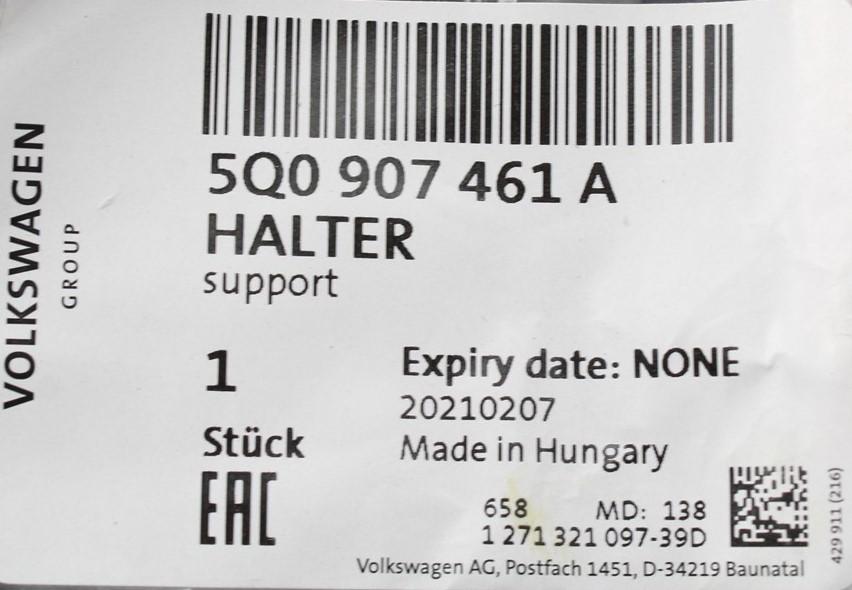 VOLKSWAGEN
GROUP
5Q0 907 461 A
HALTER
support
1
Stück
Expiry date: NONE
20210207
Made in Hungary
EAC
658 MD: 138
1 271 321 097-39D
Volkswagen AG, Postfach 1451, D-34219 Baunatal
429 911 (216)